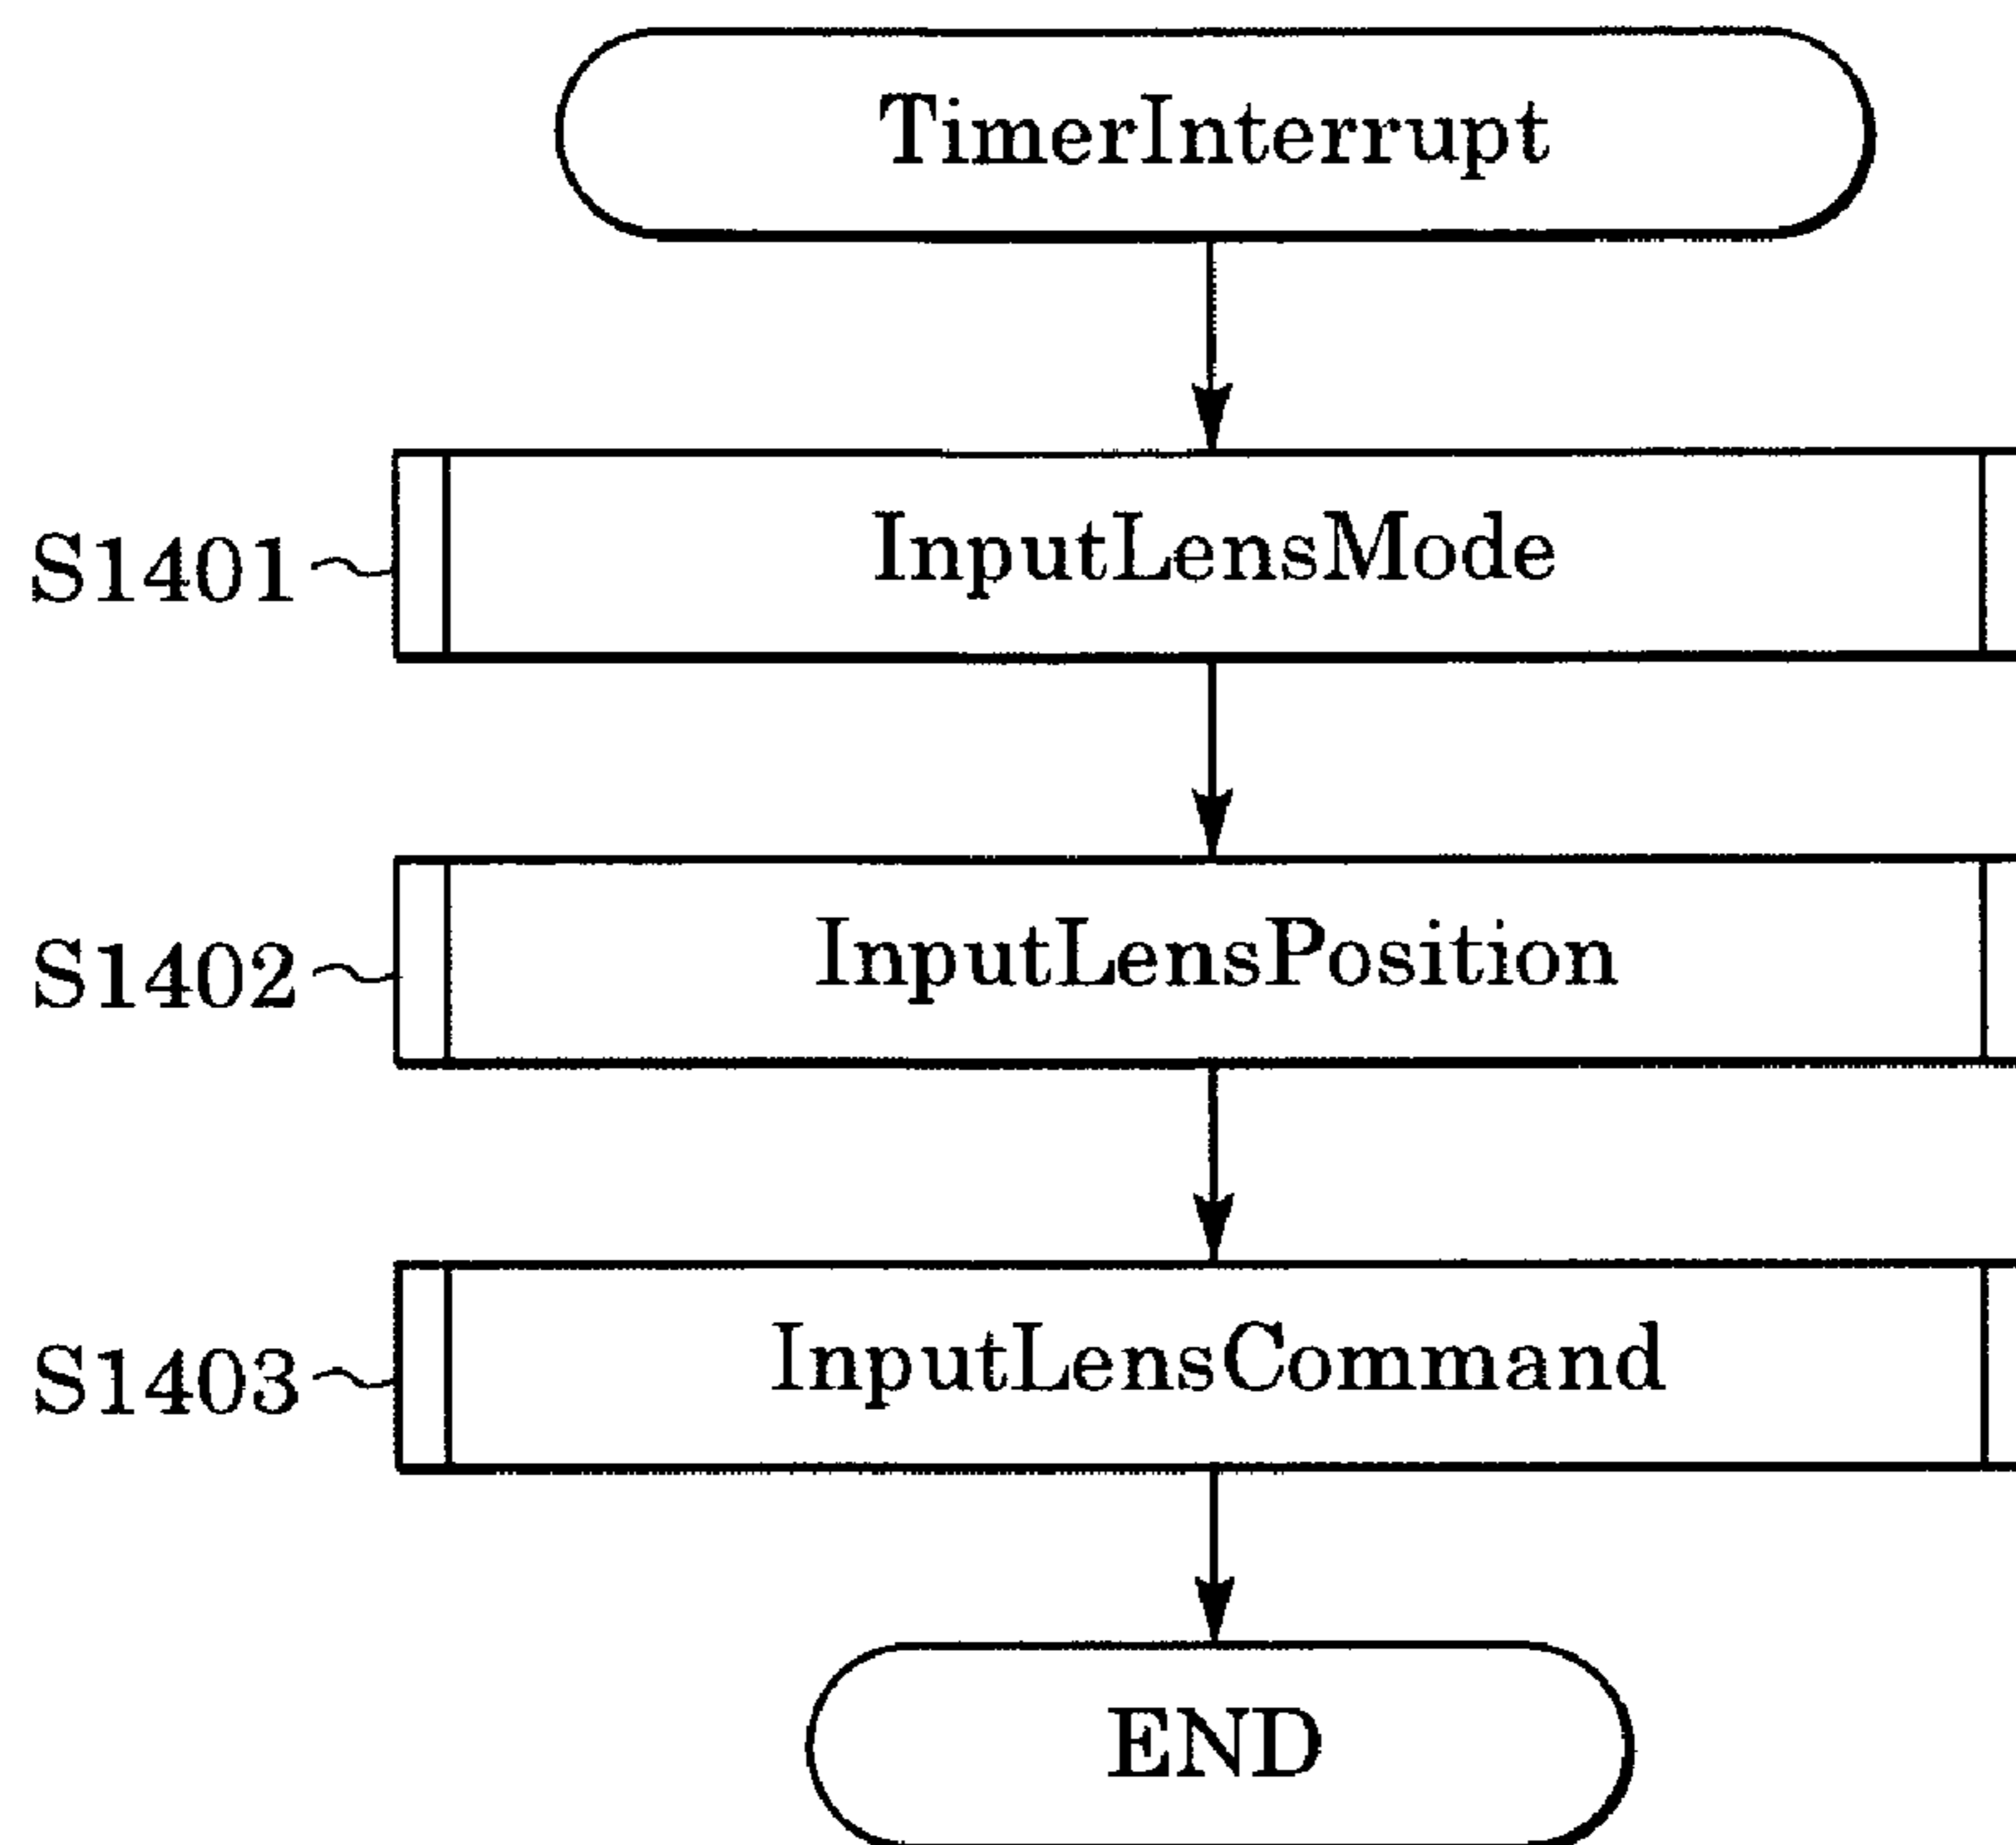 TimerInterrupt
S1401
InputLensMode
S1402
InputLensPosition
S1403
InputLensCommand
END